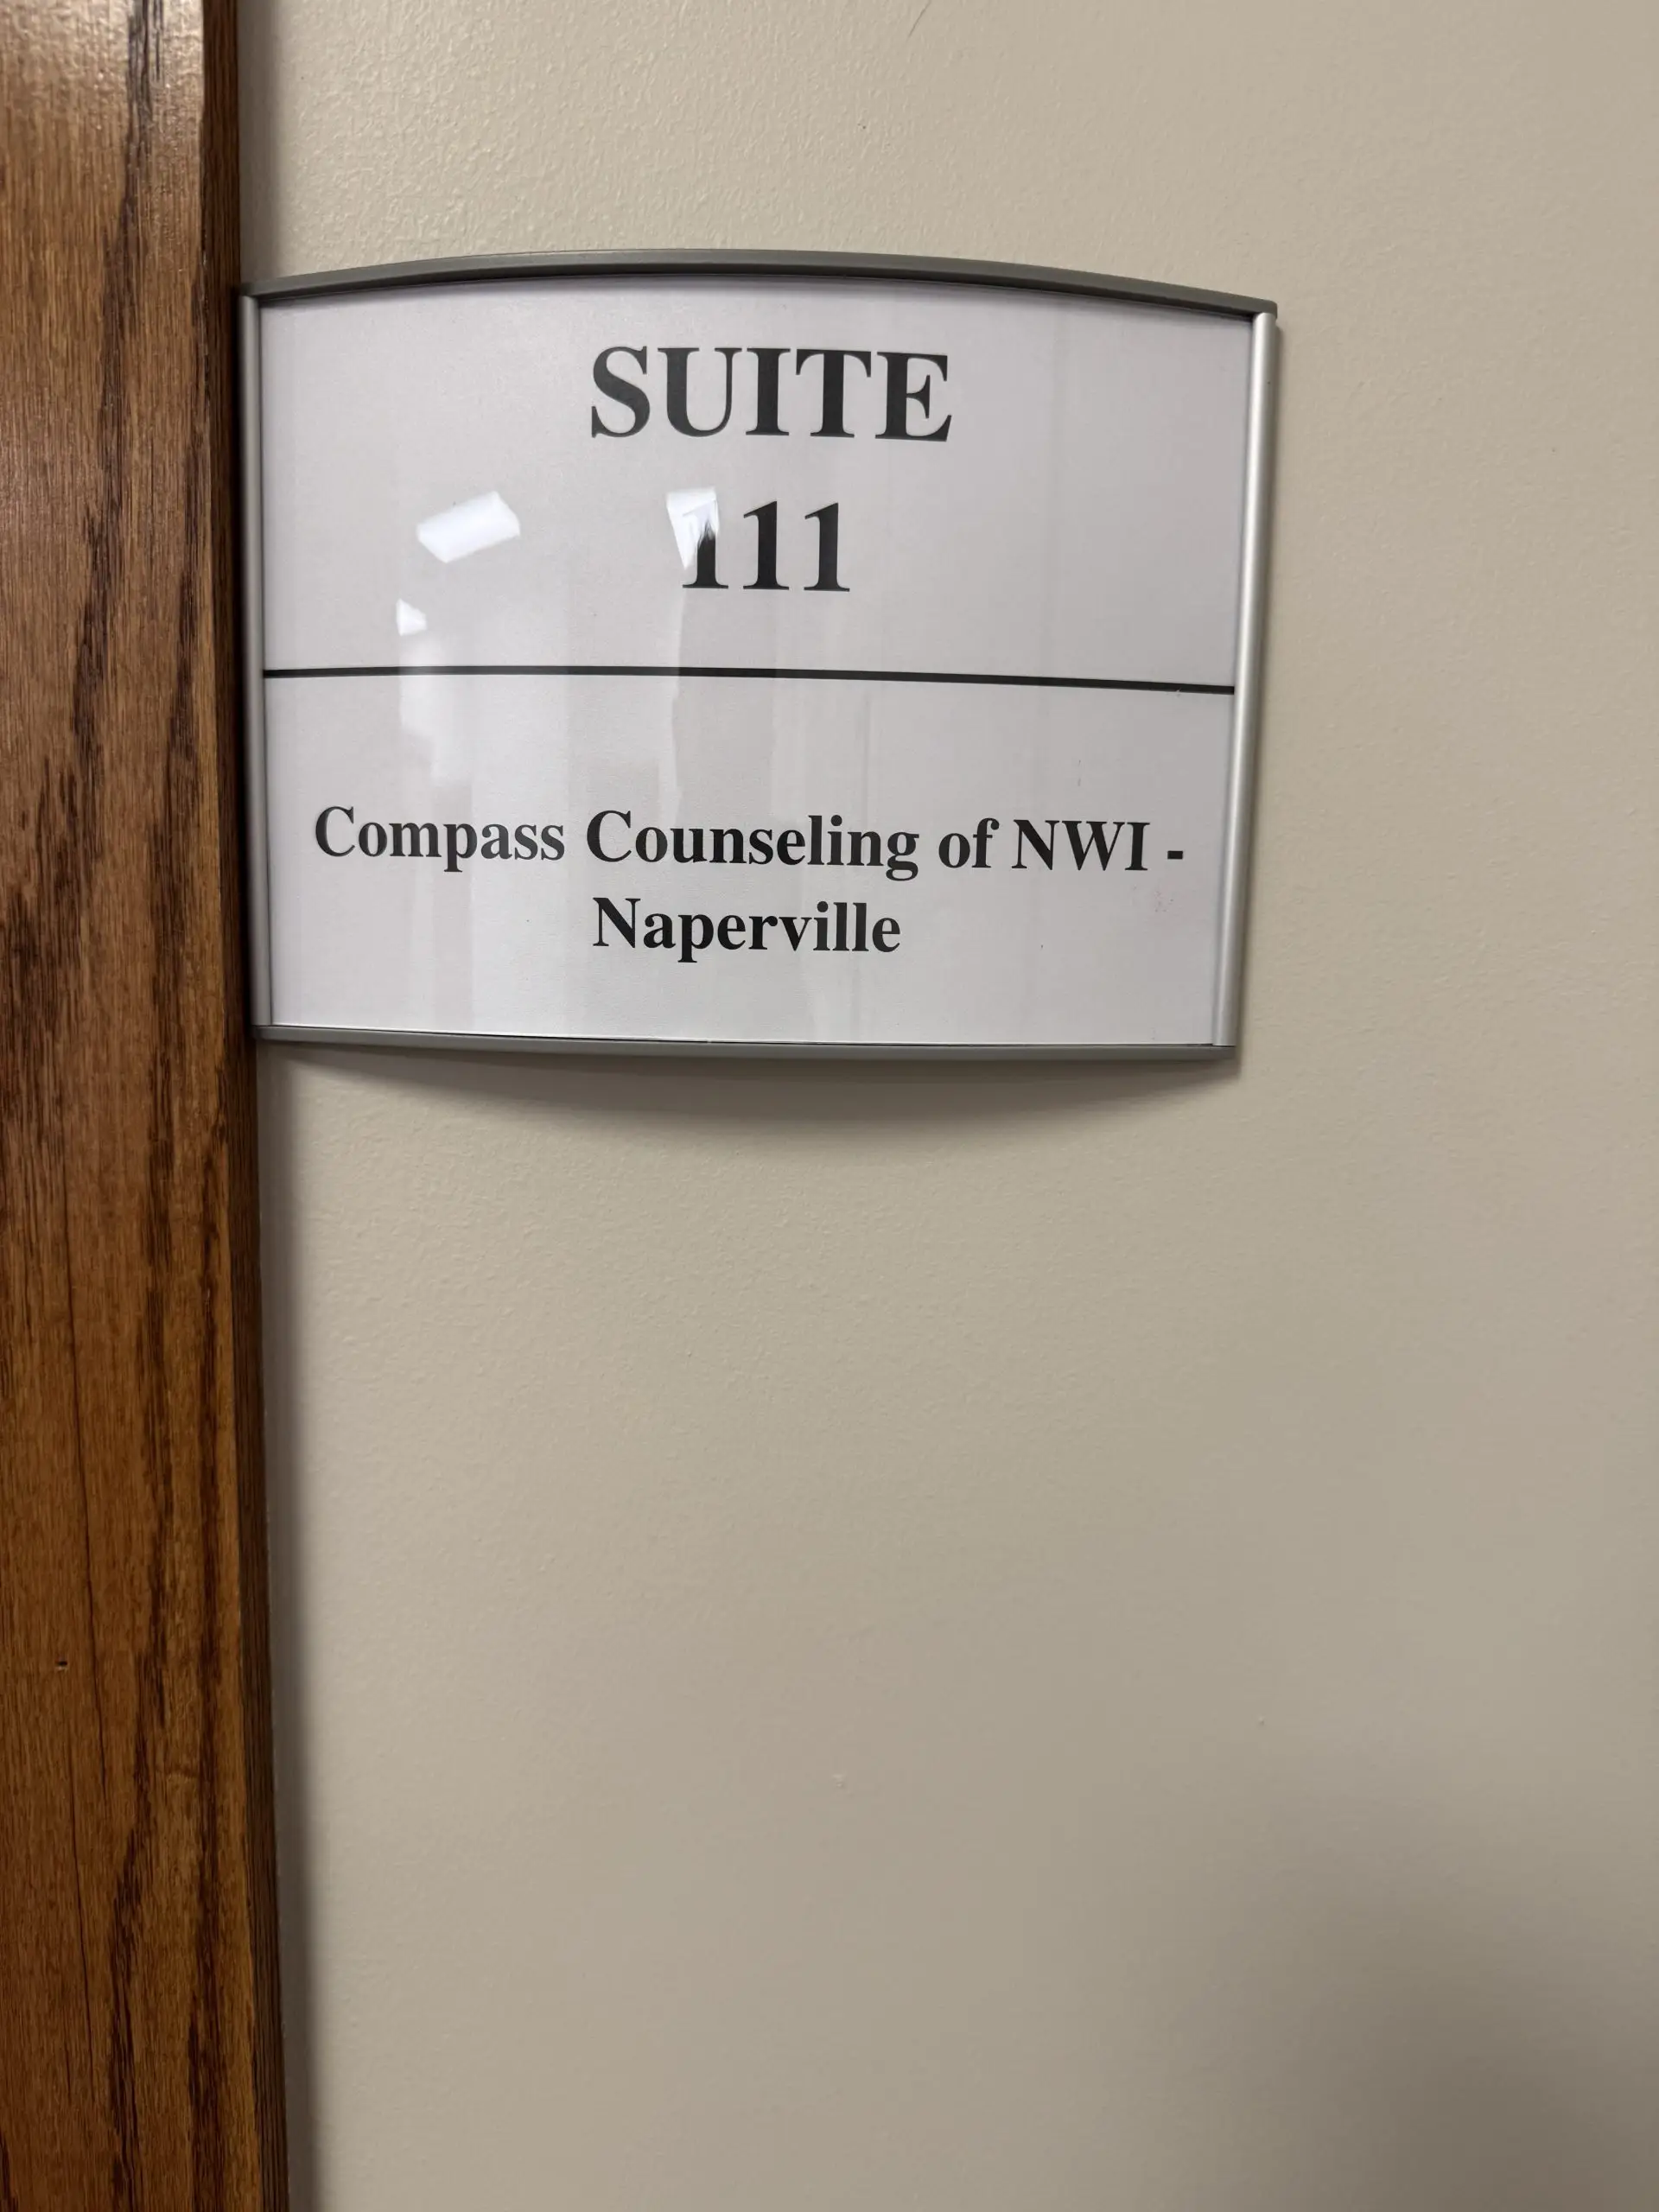 SUITE
111
Compass Counseling of NWI -
Naperville